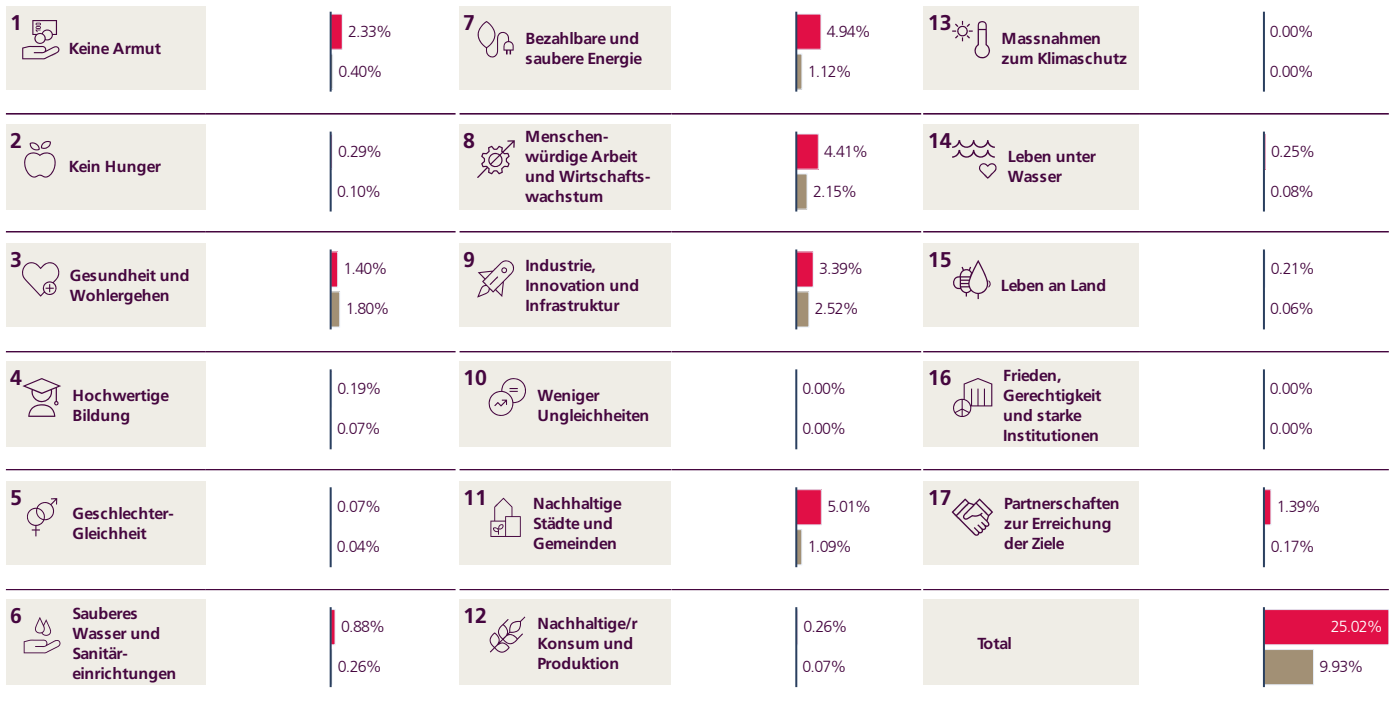 1
Keine Armut
2.33%
0.40%
2
Kein Hunger
0.29%
0.10%
3
Gesundheit und
Wohlergehen
1.40%
1.80%
4
Hochwertige
Bildung
0.19%
0.07%
5
Geschlechter-
Gleichheit
0.07%
0.04%
6
Sauberes
Wasser und
Sanitär-
einrichtungen
0.88%
0.26%
7
Bezahlbare und
saubere Energie
4.94%
1.12%
8
Menschen-
würdige Arbeit
und Wirtschafts-
wachstum
4.41%
2.15%
9
Industrie,
Innovation und
Infrastruktur
3.39%
2.52%
10
Weniger
Ungleichheiten
0.00%
0.00%
11
Nachhaltige
Städte und
Gemeinden
5.01%
1.09%
12
Nachhaltige/r
Konsum und
Produktion
0.26%
0.07%
13
Massnahmen
zum Klimaschutz
0.00%
0.00%
14
Leben unter
Wasser
0.25%
0.08%
15
Leben an Land
0.21%
0.06%
16
Frieden,
Gerechtigkeit
und starke
Institutionen
0.00%
0.00%
17
Partnerschaften
zur Erreichung
der Ziele
1.39%
0.17%
Total
25.02%
9.93%